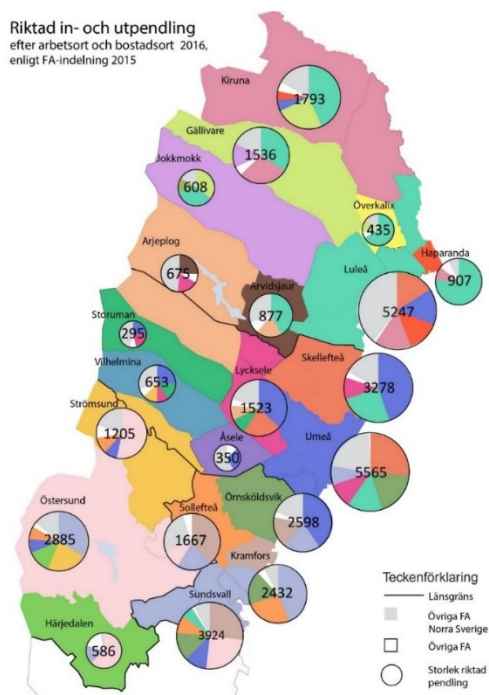 Riktad in- och utpendling
efter arbetsort och bostadsort 2016,
enligt FA-indelning 2015
Kiruna
1793
Gällivare
1536
Jokkmokk
608
Överkalix
435
Haparanda
907
Arjeplog
675
Arvidsjaur
877
Luleå
5247
Storuman
295
Skellefteå
3278
Vilhelmina
653
Lycksele
1523
Strömsund
1205
Åsele
350
Umeå
5565
Östersund
2885
Sollefteå
1667
Örnsköldsvik
2598
Kramfors
2432
Sundsvall
3924
Härjedalen
586
Teckenförklaring
Länsgräns
Övriga FA
Norra Sverige
Övriga FA
Storlek riktad
pendling